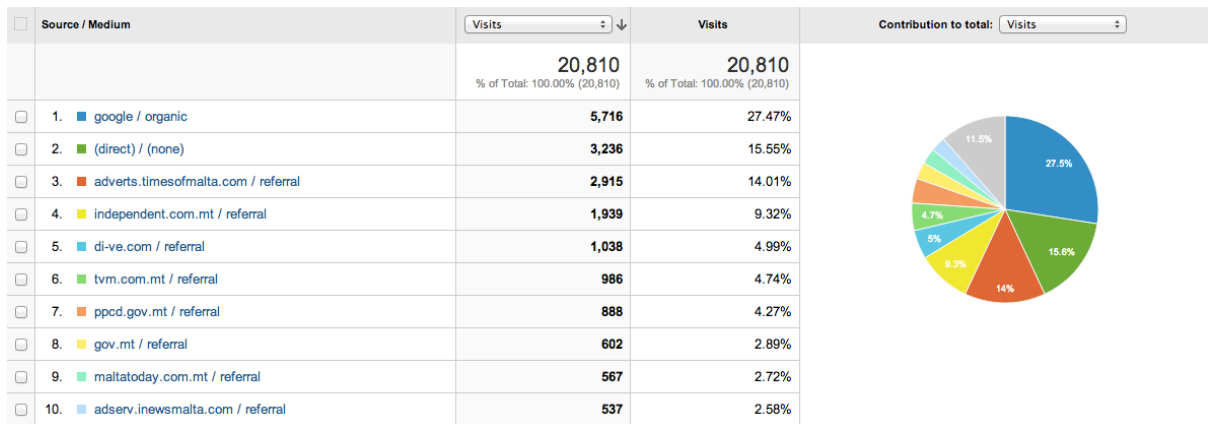 Source / Medium Visits Visits Contribution to total: Visits
20,810 20,810
% of Total: 100.00% (20,810) % of Total: 100.00% (20,810)
1. google / organic 5,716 27.47%
2. (direct) / (none) 3,236 15.55%
3. adverts.timesofmalta.com / referral 2,915 14.01%
4. independent.com.mt / referral 1,939 9.32%
5. di-ve.com / referral 1,038 4.99%
6. tvm.com.mt / referral 986 4.74%
7. ppcd.gov.mt / referral 888 4.27%
8. gov.mt / referral 602 2.89%
9. maltatoday.com.mt / referral 567 2.72%
10. adserv.inewsmalta.com / referral 537 2.58%
11.5%
27.5%
4.7%
5%
15.6%
9.3%
14%